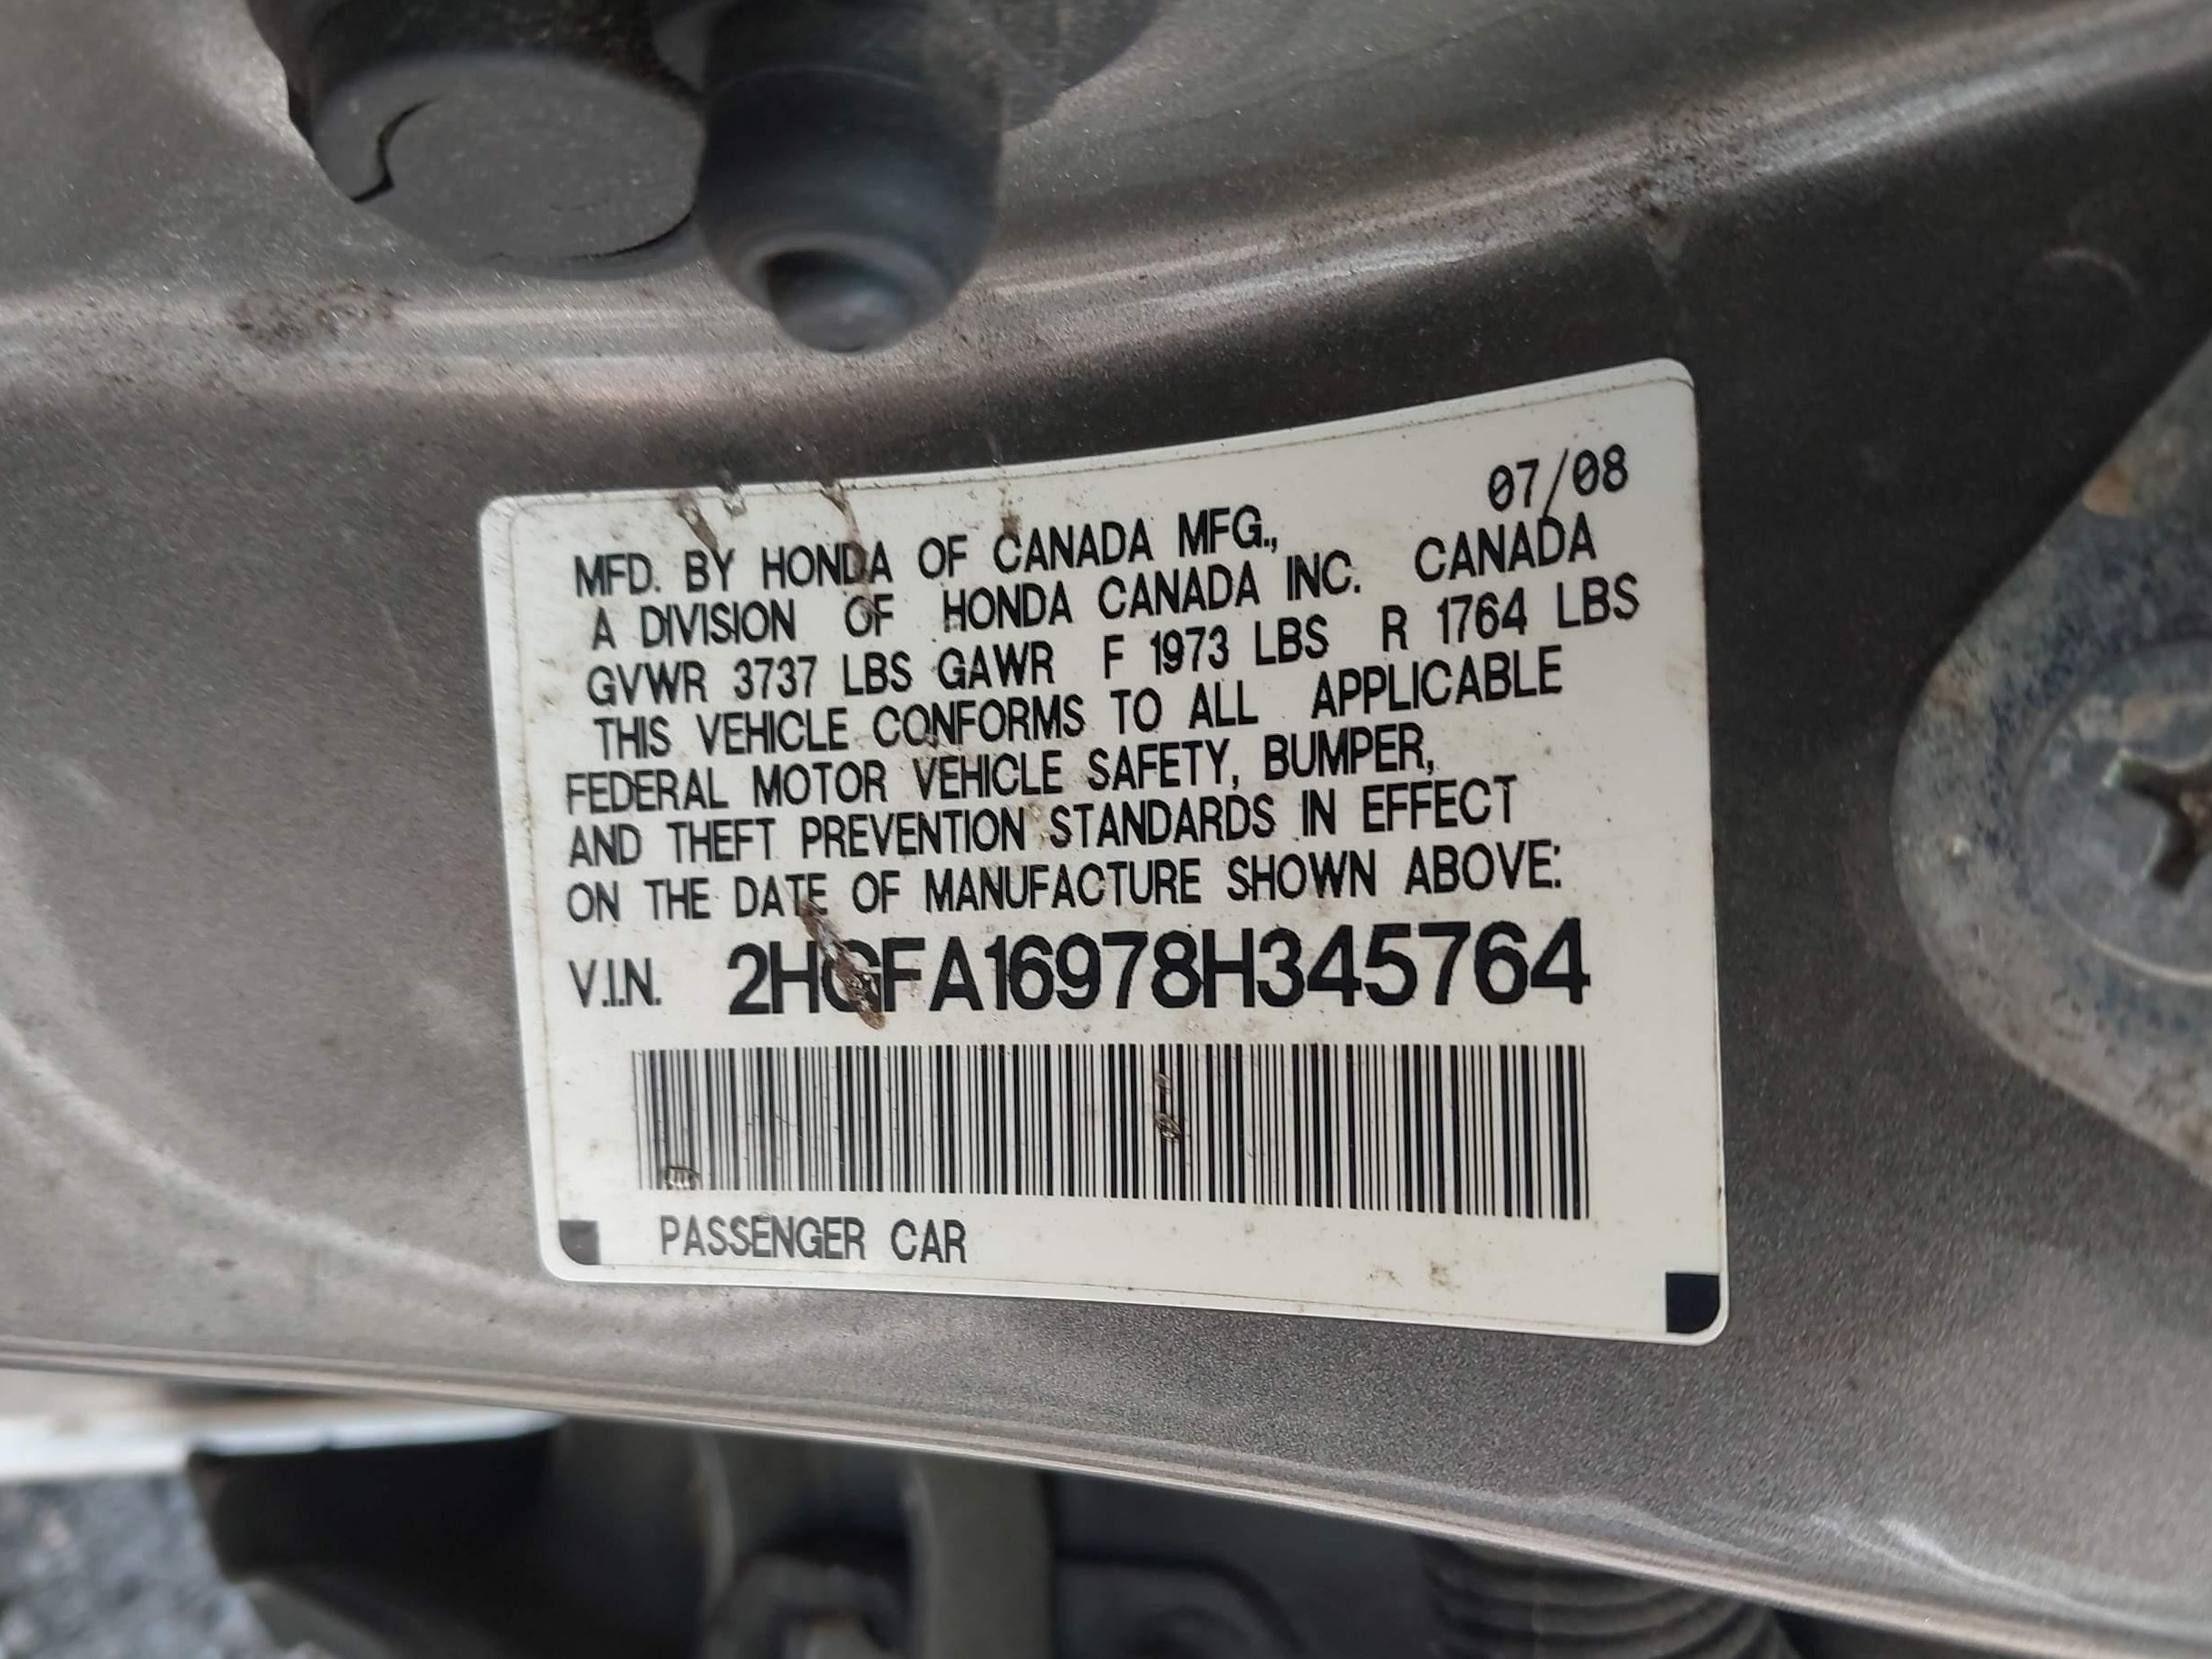 07/08
MFD. BY HONDA OF CANADA MFG.,
A DIVISION OF HONDA CANADA INC. CANADA
GVWR 3737 LBS GAWR F 1973 LBS R 1764 LBS
THIS VEHICLE CONFORMS TO ALL APPLICABLE
FEDERAL MOTOR VEHICLE SAFETY, BUMPER,
AND THEFT PREVENTION STANDARDS IN EFFECT
ON THE DATE OF MANUFACTURE SHOWN ABOVE:
V.I.N. 2HGFA16978H345764
PASSENGER CAR